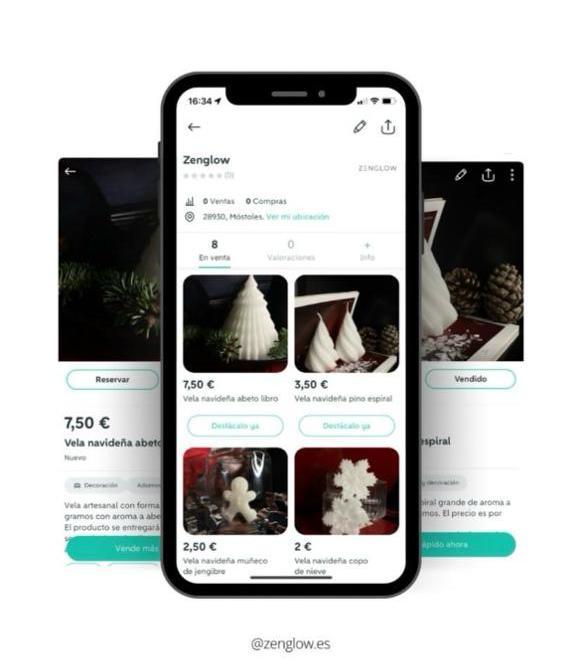 16:34
Zenglow
(0)
ZENGLOW
0 Ventas 0 Compras
28930, Móstoles. Ver mi ubicación
8
En venta
0
Valoraciones
+
Info
7,50 €
Vela navideña abeto libro
3,50 €
Vela navideña pino espiral
Destácalo ya
Destácalo ya
2,50 €
Vela navideña muñeco
de jengibre
2 €
Vela navideña copo
de nieve
Reservar
7,50 €
Vela navideña abeto
Nuevo
Decoración
Vela artesanal con forma
gramos con aroma a abe
El producto se entregará
Vende más
Vendido
espiral
y decoración
piral grande de aroma a
mos. El precio es por
ápido ahora
@zenglow.es